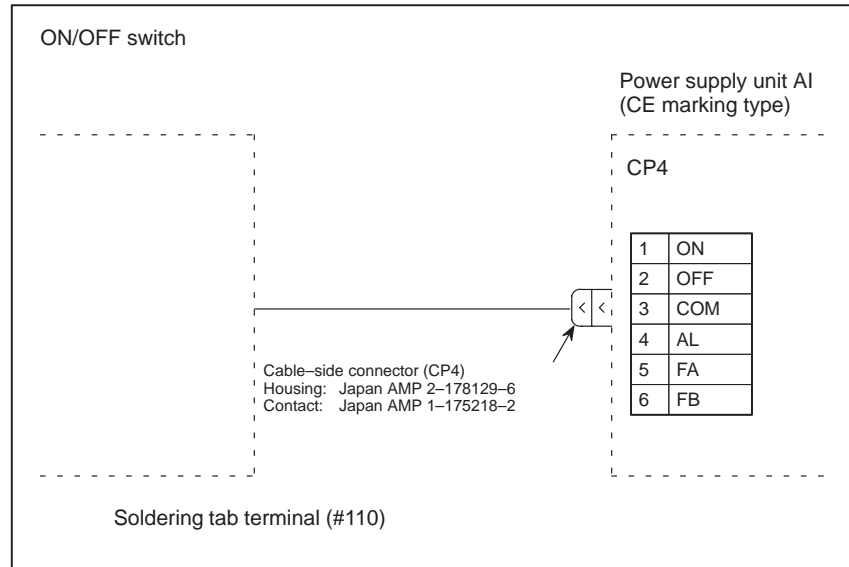 ON/OFF switch
Power supply unit AI
(CE marking type)
CP4
1 ON
2 OFF
3 COM
4 AL
5 FA
6 FB
Cable–side connector (CP4)
Housing: Japan AMP 2–178129–6
Contact: Japan AMP 1–175218–2
Soldering tab terminal (#110)